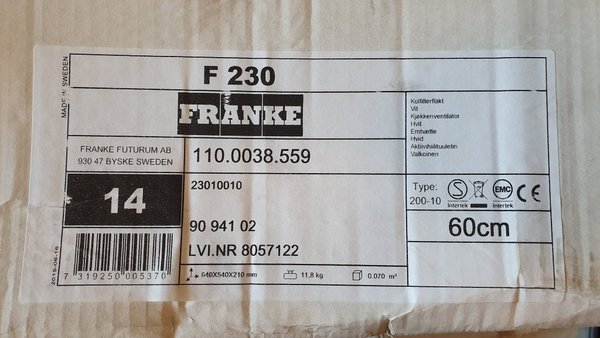 MADE IN SWEDEN
F 230
FRANKE
Kolfilterfläkt
Vit
Kjøkkenventilator
Hvit
Emhætte
Hvid
Aktiivihiilituuletin
Valkoinen
FRANKE FUTURUM AB
930 47 BYSKE SWEDEN
110.0038.559
14
23010010
90 941 02
LVI.NR 8057122
Type:
200-10
S
Intertek
EMC
Intertek
CE
60cm
2015-06-16
7 319250 005370
640X540X210 mm
11,8 kg
0.070 m³